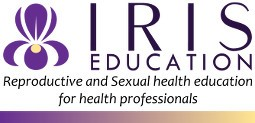 IRIS
EDUCATION
Reproductive and Sexual health education
for health professionals